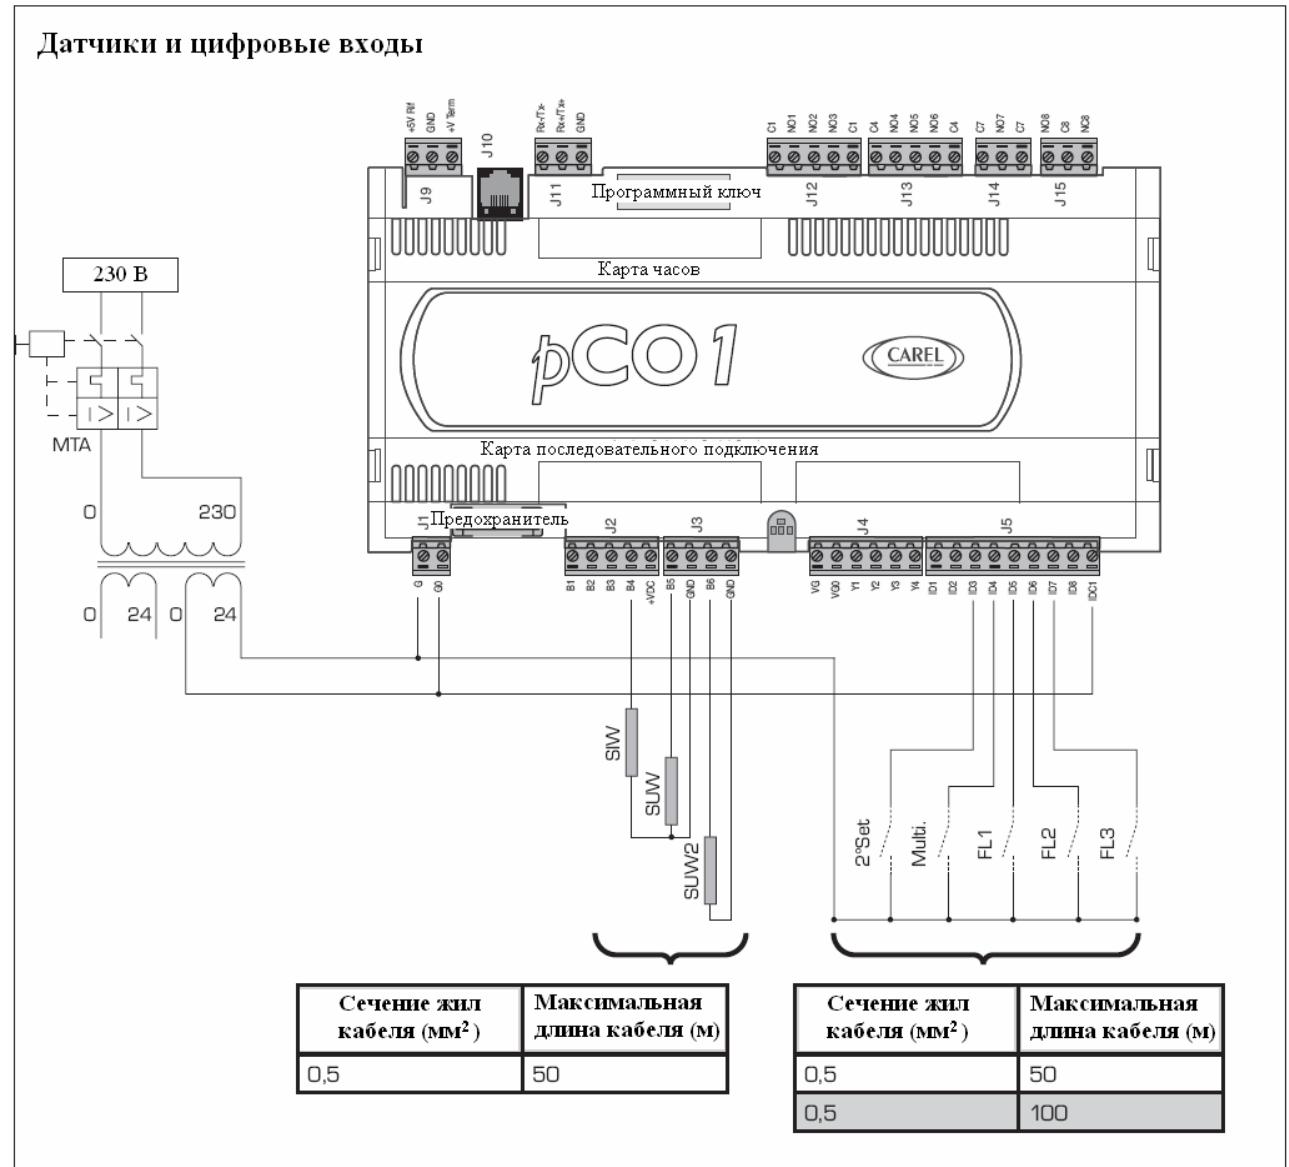 Датчики и цифровые входы
+5V Rif
GND
+V Term
J10
Rx-/Tx-
Rx+/Tx+
GND
C1
NO1
NO2
NO3
C1
C4
NO4
NO5
NO6
C4
C7
NO7
C7
NO8
C8
NC8
J9
J11
Программный ключ
J12
J13
J14
J15
Карта часов
230 В
pCO1
CAREL
MTA
Карта последовательного подключения
0
230
J1
Предохранитель
J2
J3
J4
J5
G
G0
B1
B2
B3
B4
+VDC
B5
GND
B6
GND
VG
VG0
Y1
Y2
Y3
Y4
ID1
ID2
ID3
ID4
ID5
ID6
ID7
ID8
IDC1
0
24
0
24
SIW
SUW
SUW2
2°Set
Multi.
FL1
FL2
FL3
Сечение жил
кабеля (мм²)
Максимальная
длина кабеля (м)
0,5
50
Сечение жил
кабеля (мм²)
Максимальная
длина кабеля (м)
0,5
50
0,5
100